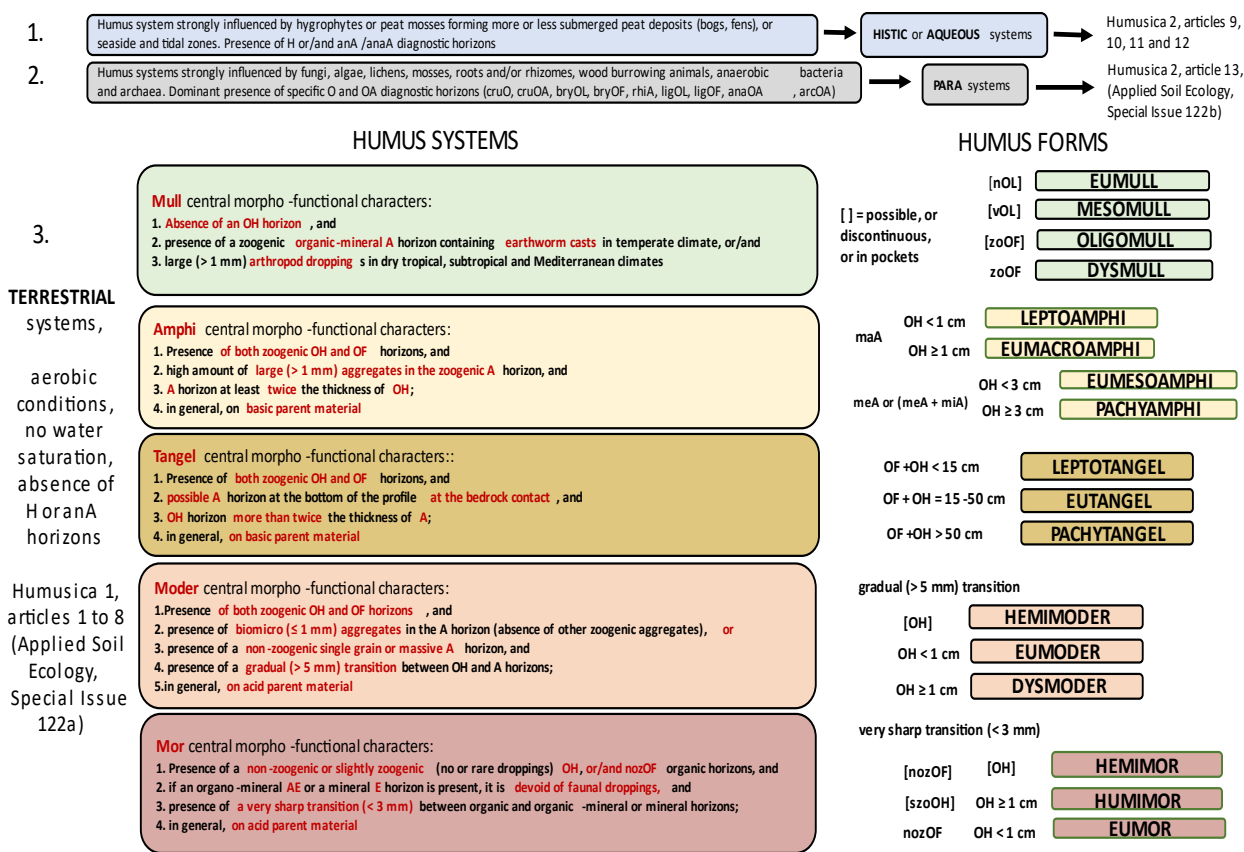 1.
Humus system strongly influenced by hygrophytes or peat mosses forming more or less submerged peat deposits (bogs, fens), or
seaside and tidal zones. Presence of H or/and anA /anaA diagnostic horizons
HISTIC or AQUEOUS systems
Humusica 2, articles 9,
10, 11 and 12
2.
Humus systems strongly influenced by fungi, algae, lichens, mosses, roots and/or rhizomes, wood burrowing animals, anaerobic bacteria
and archaea. Dominant presence of specific O and OA diagnostic horizons (cruO, cruOA, bryOL, bryOF, rhiA, ligOL, ligOF, anaOA , arcOA)
PARA systems
Humusica 2, article 13,
(Applied Soil Ecology,
Special Issue 122b)
HUMUS SYSTEMS
HUMUS FORMS
3.
TERRESTRIAL
systems,
aerobic
conditions,
no water
saturation,
absence of
H or anA
horizons
Humusica 1,
articles 1 to 8
(Applied Soil
Ecology,
Special Issue
122a)
Mull central morpho -functional characters:
1. Absence of an OH horizon , and
2. presence of a zoogenic organic-mineral A horizon containing earthworm casts in temperate climate, or/and
3. large (> 1 mm) arthropod dropping s in dry tropical, subtropical and Mediterranean climates
[ ] = possible, or
discontinuous,
or in pockets
[nOL] EUMULL
[vOL] MESOMULL
[zoOF] OLIGOMULL
zoOF DYSMULL
Amphi central morpho -functional characters:
1. Presence of both zoogenic OH and OF horizons, and
2. high amount of large (> 1 mm) aggregates in the zoogenic A horizon, and
3. A horizon at least twice the thickness of OH;
4. in general, on basic parent material
maA
OH < 1 cm LEPTOAMPHI
OH ≥ 1 cm EUMACROAMPHI
meA or (meA + miA)
OH < 3 cm EUMESOAMPHI
OH ≥ 3 cm PACHYAMPHI
Tangel central morpho -functional characters::
1. Presence of both zoogenic OH and OF horizons, and
2. possible A horizon at the bottom of the profile at the bedrock contact , and
3. OH horizon more than twice the thickness of A;
4. in general, on basic parent material
OF +OH < 15 cm LEPTOTANGEL
OF + OH = 15 -50 cm EUTANGEL
OF +OH > 50 cm PACHYTANGEL
Moder central morpho -functional characters:
1.Presence of both zoogenic OH and OF horizons , and
2. presence of biomicro (≤ 1 mm) aggregates in the A horizon (absence of other zoogenic aggregates), or
3. presence of a non -zoogenic single grain or massive A horizon, and
4. presence of a gradual (> 5 mm) transition between OH and A horizons;
5.in general, on acid parent material
gradual (> 5 mm) transition
[OH] HEMIMODER
OH < 1 cm EUMODER
OH ≥ 1 cm DYSMODER
Mor central morpho -functional characters:
1. Presence of a non -zoogenic or slightly zoogenic (no or rare droppings) OH, or/and nozOF organic horizons, and
2. if an organo -mineral AE or a mineral E horizon is present, it is devoid of faunal droppings, and
3. presence of a very sharp transition (< 3 mm) between organic and organic -mineral or mineral horizons;
4. in general, on acid parent material
very sharp transition (< 3 mm)
[nozOF] [OH] HEMIMOR
[szoOH] OH ≥ 1 cm HUMIMOR
nozOF OH < 1 cm EUMOR